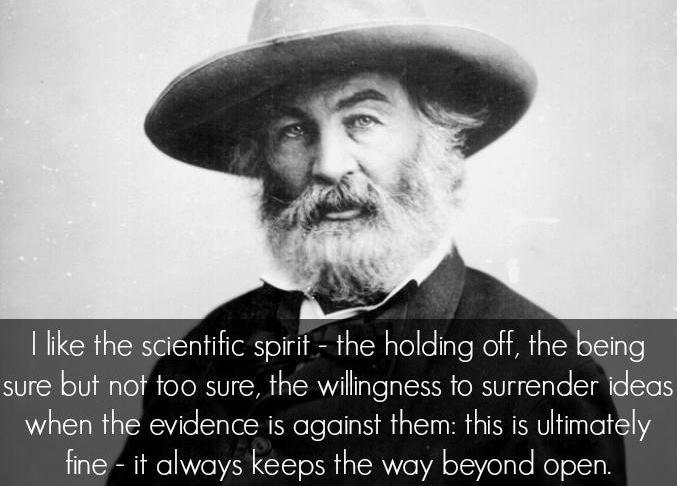 I like the scientific spirit - the holding off, the being
sure but not too sure, the willingness to surrender ideas
when the evidence is against them: this is ultimately
fine - it always keeps the way beyond open.